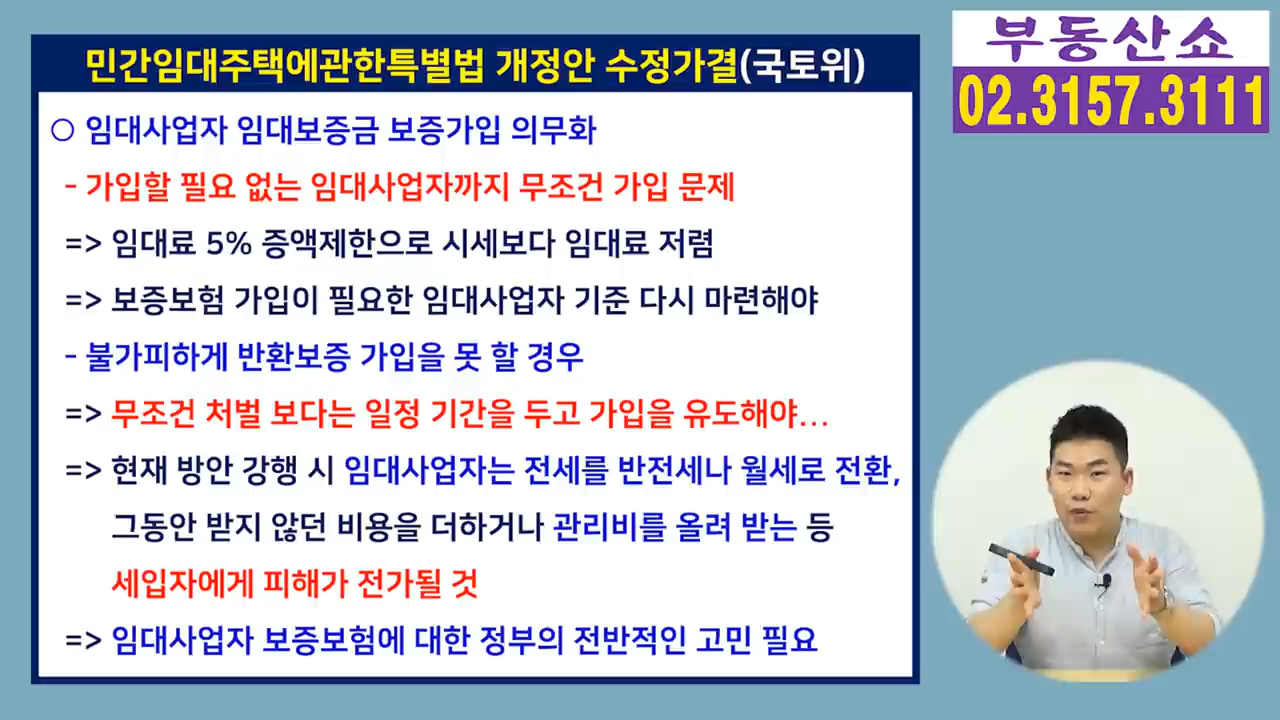 민간임대주택에관한특별법 개정안 수정가결(국토위)
○ 임대사업자 임대보증금 보증가입 의무화
- 가입할 필요 없는 임대사업자까지 무조건 가입 문제
=> 임대료 5% 증액제한으로 시세보다 임대료 저렴
=> 보증보험 가입이 필요한 임대사업자 기준 다시 마련해야
- 불가피하게 반환보증 가입을 못 할 경우
=> 무조건 처벌 보다는 일정 기간을 두고 가입을 유도해야...
=> 현재 방안 강행 시 임대사업자는 전세를 반전세나 월세로 전환,
그동안 받지 않던 비용을 더하거나 관리비를 올려 받는 등
세입자에게 피해가 전가될 것
=> 임대사업자 보증보험에 대한 정부의 전반적인 고민 필요
부동산쇼
02.3157.3111